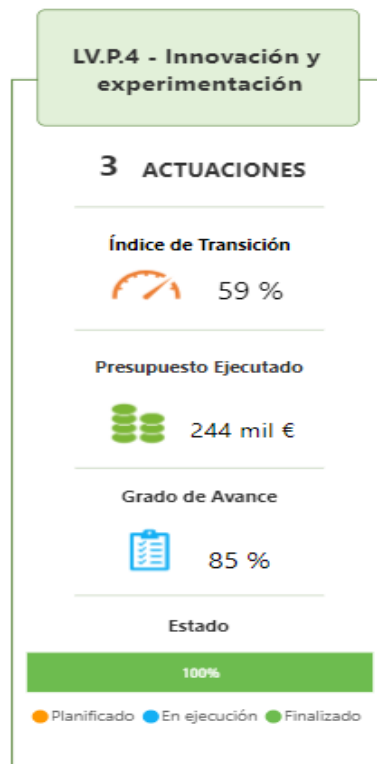 LV.P.4 - Innovación y
experimentación
3 ACTUACIONES
Índice de Transición
59 %
Presupuesto Ejecutado
244 mil €
Grado de Avance
85 %
Estado
100%
Planificado En ejecución Finalizado